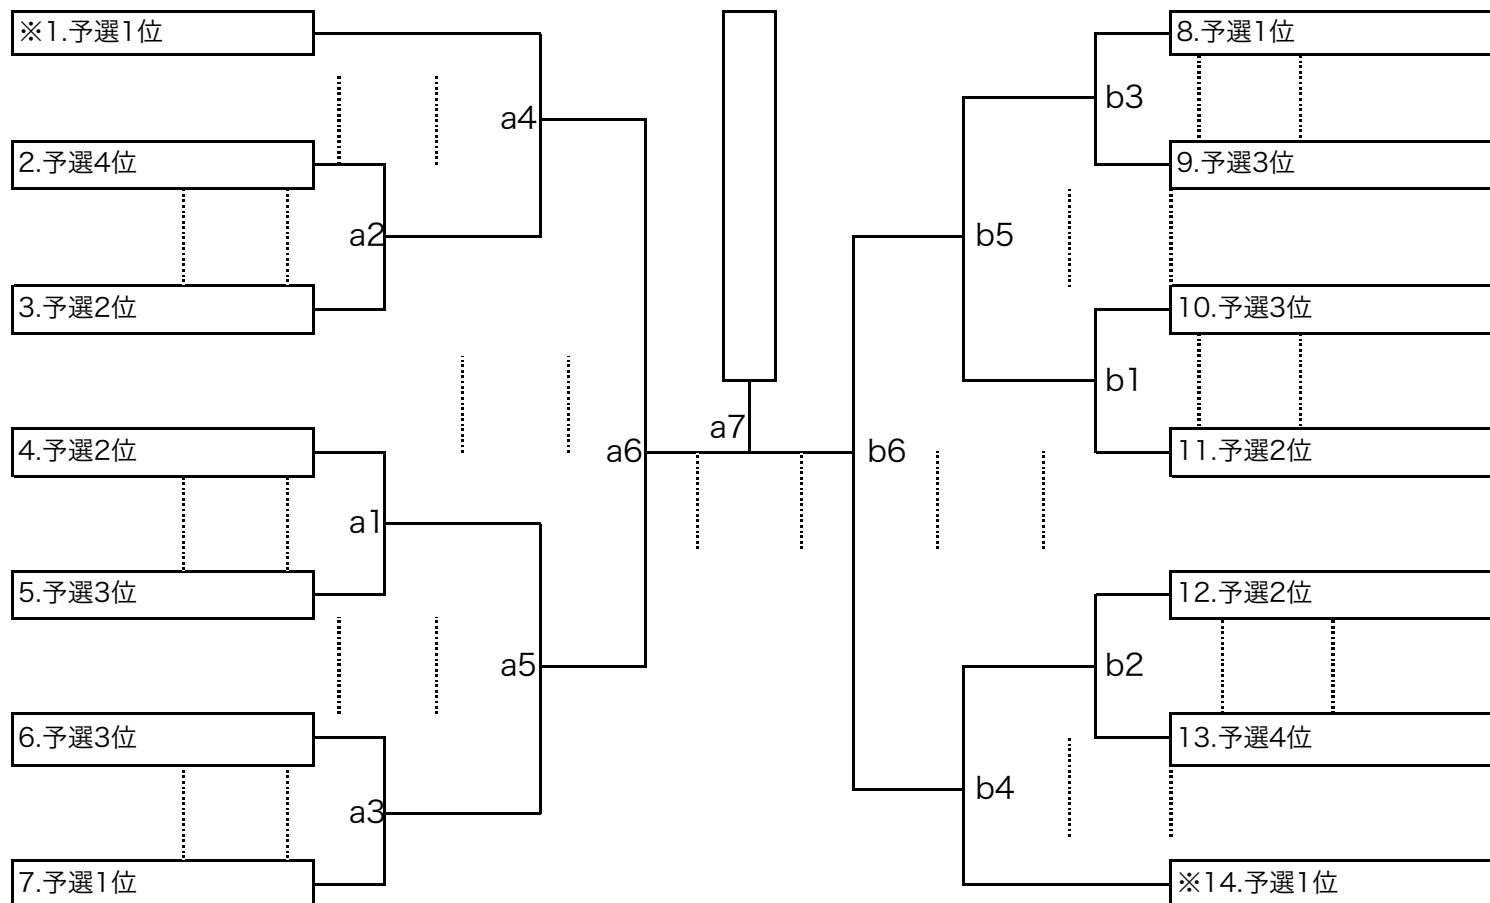 ※1.予選1位
2.予選4位
3.予選2位
4.予選2位
5.予選3位
6.予選3位
7.予選1位
a4
a2
a1
a5
a3
a6
a7
b6
b3
b5
b1
b2
b4
8.予選1位
9.予選3位
10.予選3位
11.予選2位
12.予選2位
13.予選4位
※14.予選1位